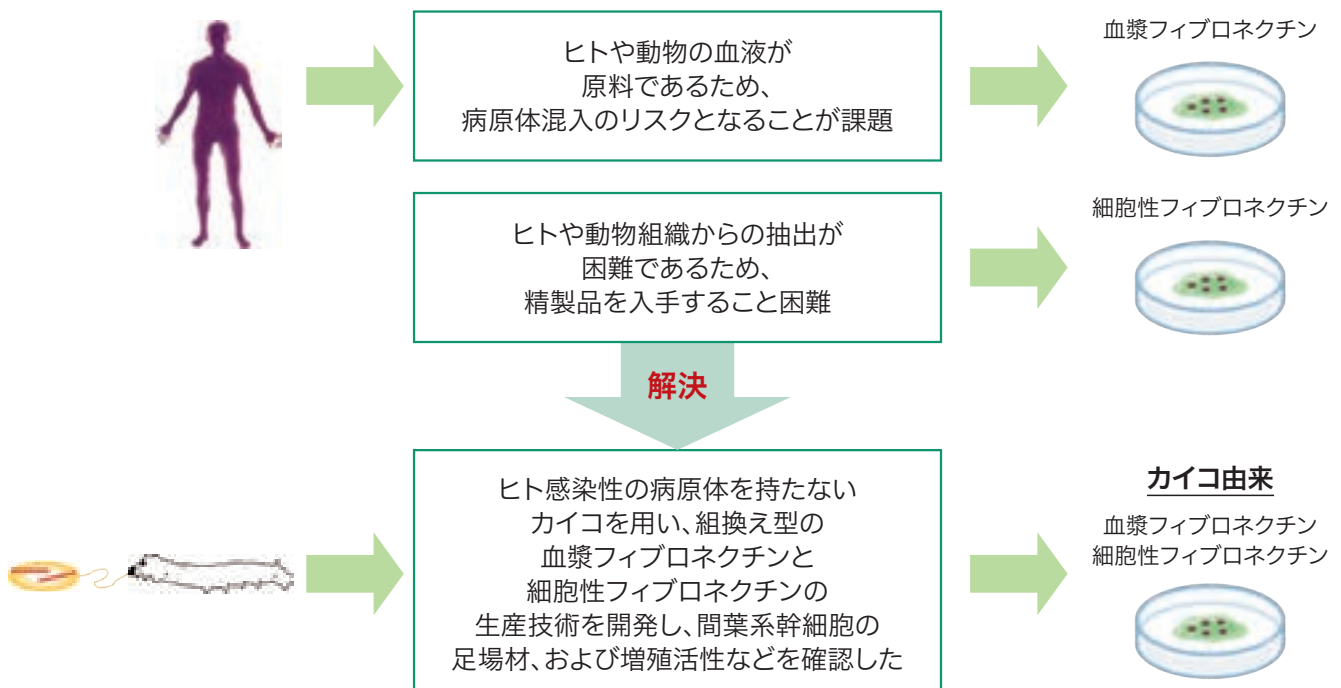 ヒトや動物の血液が
原料であるため、
病原体混入のリスクとなることが課題
血漿フィブロネクチン
ヒトや動物組織からの抽出が
困難であるため、
精製品を入手すること困難
細胞性フィブロネクチン
解決
ヒト感染性の病原体を持たない
カイコを用い、組換え型の
血漿フィブロネクチンと
細胞性フィブロネクチンの
生産技術を開発し、間葉系幹細胞の
足場材、および増殖活性などを確認した
カイコ由来
血漿フィブロネクチン
細胞性フィブロネクチン